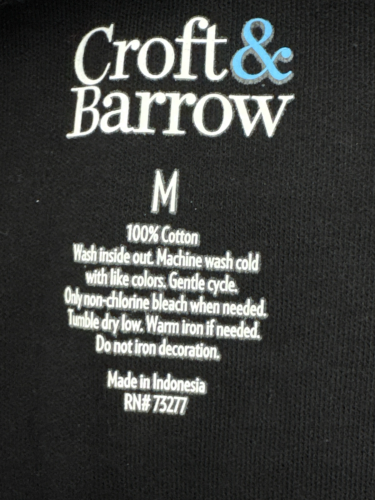 Croft&
Barrow
M
100% Cotton
Wash inside out. Machine wash cold
with like colors. Gentle cycle.
Only non-chlorine bleach when needed.
Tumble dry low. Warm iron if needed.
Do not iron decoration.
Made in Indonesia
RN# 73277